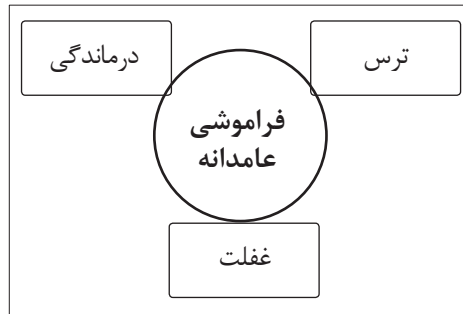 ترس
درماندگی
فراموشی
عامدانه
غفلت